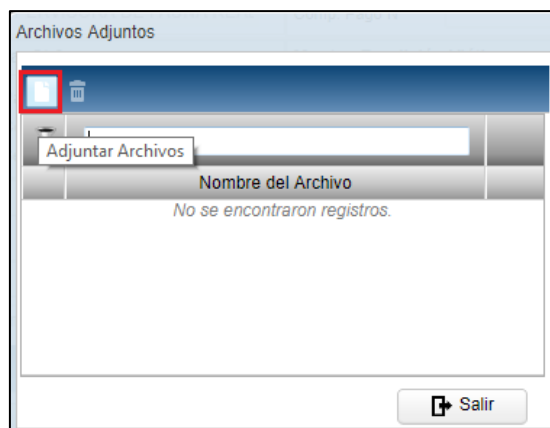 Archivos Adjuntos
Adjuntar Archivos
Nombre del Archivo
No se encontraron registros.
Salir